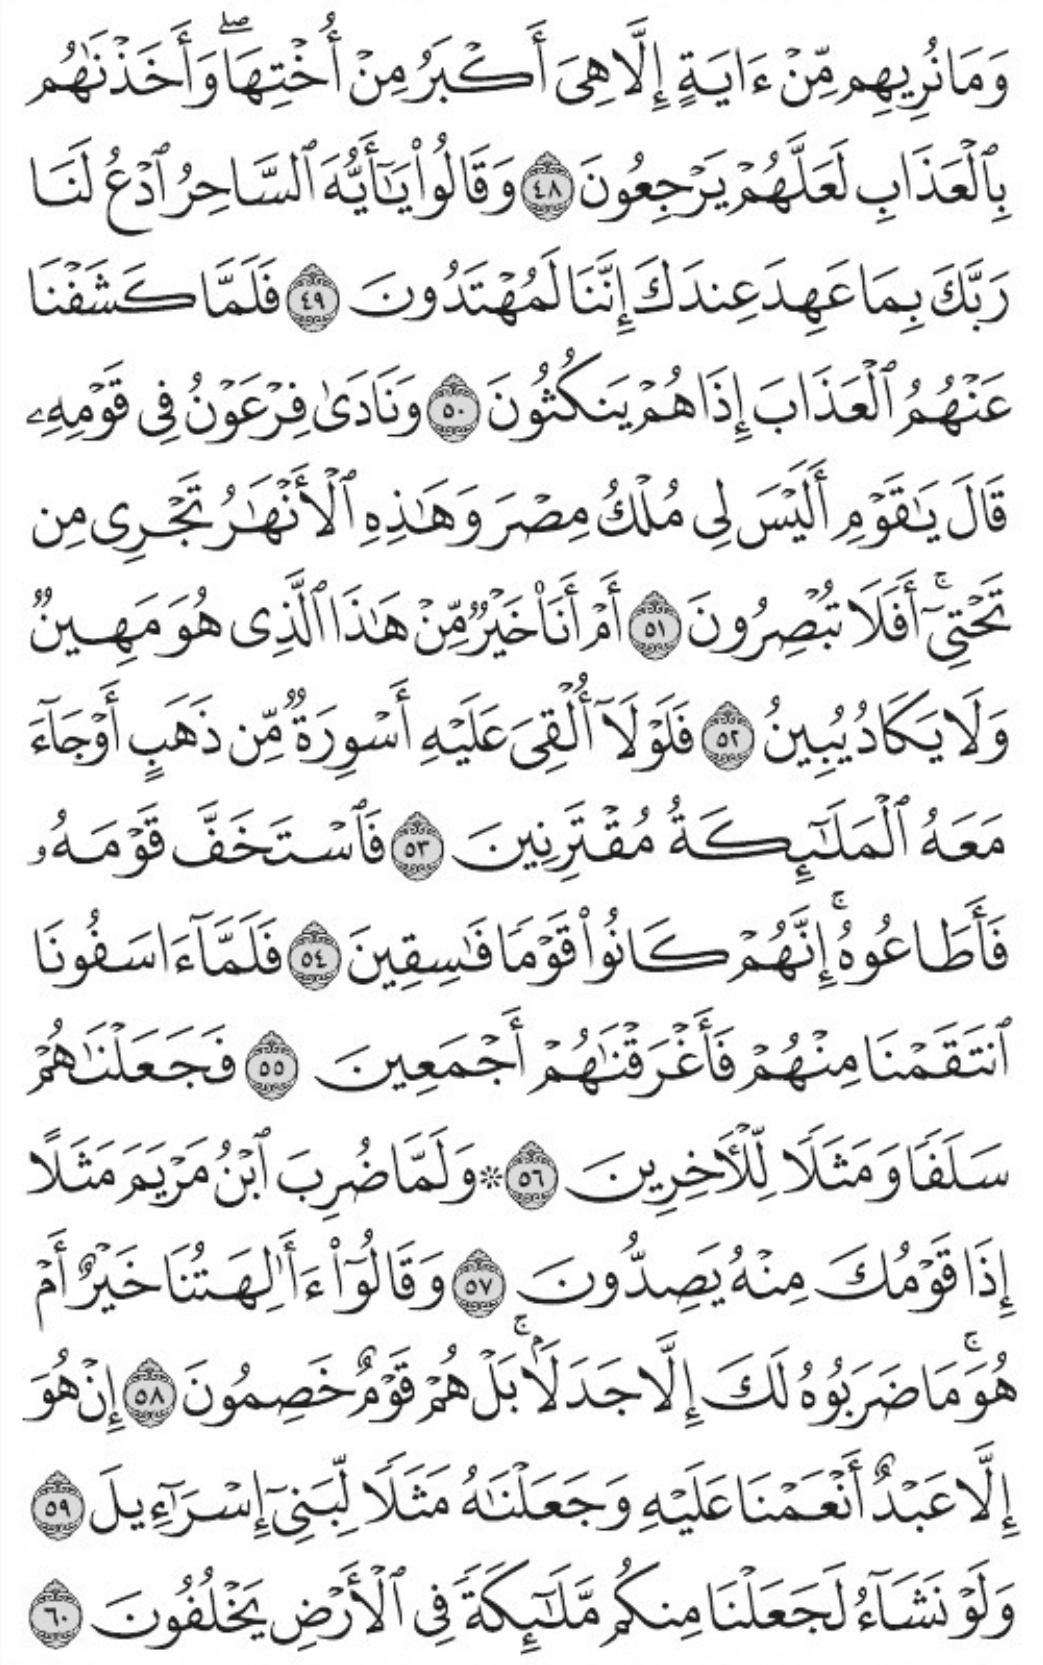 وَمَا نُرِيهِم مِّنۡ ءَايَةٍ إِلَّا هِيَ أَكۡبَرُ مِنۡ أُخۡتِهَاۖ وَأَخَذۡنَٰهُم
بِٱلۡعَذَابِ لَعَلَّهُمۡ يَرۡجِعُونَ ٤٨ وَقَالُواْ يَٰٓأَيُّهَ ٱلسَّاحِرُ ٱدۡعُ لَنَا
رَبَّكَ بِمَا عَهِدَ عِندَكَ إِنَّنَا لَمُهۡتَدُونَ ٤٩ فَلَمَّا كَشَفۡنَا
عَنۡهُمُ ٱلۡعَذَابَ إِذَا هُمۡ يَنكُثُونَ ٥٠ وَنَادَىٰ فِرۡعَوۡنُ فِي قَوۡمِهِۦ
قَالَ يَٰقَوۡمِ أَلَيۡسَ لِي مُلۡكُ مِصۡرَ وَهَٰذِهِ ٱلۡأَنۡهَٰرُ تَجۡرِي مِن
تَحۡتِيٓۚ أَفَلَا تُبۡصِرُونَ ٥١ أَمۡ أَنَا۠ خَيۡرٞ مِّنۡ هَٰذَا ٱلَّذِي هُوَ مَهِينٞ
وَلَا يَكَادُ يُبِينُ ٥٢ فَلَوۡلَآ أُلۡقِيَ عَلَيۡهِ أَسۡوِرَةٞ مِّن ذَهَبٍ أَوۡ جَآءَ
مَعَهُ ٱلۡمَلَٰٓئِكَةُ مُقۡتَرِنِينَ ٥٣ فَٱسۡتَخَفَّ قَوۡمَهُۥ
فَأَطَاعُوهُۚ إِنَّهُمۡ كَانُواْ قَوۡمٗا فَٰسِقِينَ ٥٤ فَلَمَّآ ءَاسَفُونَا
ٱنتَقَمۡنَا مِنۡهُمۡ فَأَغۡرَقۡنَٰهُمۡ أَجۡمَعِينَ ٥٥ فَجَعَلۡنَٰهُمۡ
سَلَفٗا وَمَثَلٗا لِّلۡأٓخِرِينَ ٥٦ ۞ وَلَمَّا ضُرِبَ ٱبۡنُ مَرۡيَمَ مَثَلًا
إِذَا قَوۡمُكَ مِنۡهُ يَصِدُّونَ ٥٧ وَقَالُوٓاْ ءَأَٰلِهَتُنَا خَيۡرٌ أَمۡ
هُوَۚ مَا ضَرَبُوهُ لَكَ إِلَّا جَدَلَۢاۚ بَلۡ هُمۡ قَوۡمٌ خَصِمُونَ ٥٨ إِنۡ هُوَ
إِلَّا عَبۡدٌ أَنۡعَمۡنَا عَلَيۡهِ وَجَعَلۡنَٰهُ مَثَلٗا لِّبَنِيٓ إِسۡرَٰٓءِيلَ ٥٩
وَلَوۡ نَشَآءُ لَجَعَلۡنَا مِنكُم مَّلَٰٓئِكَةٗ فِي ٱلۡأَرۡضِ يَخۡلُفُونَ ٦٠